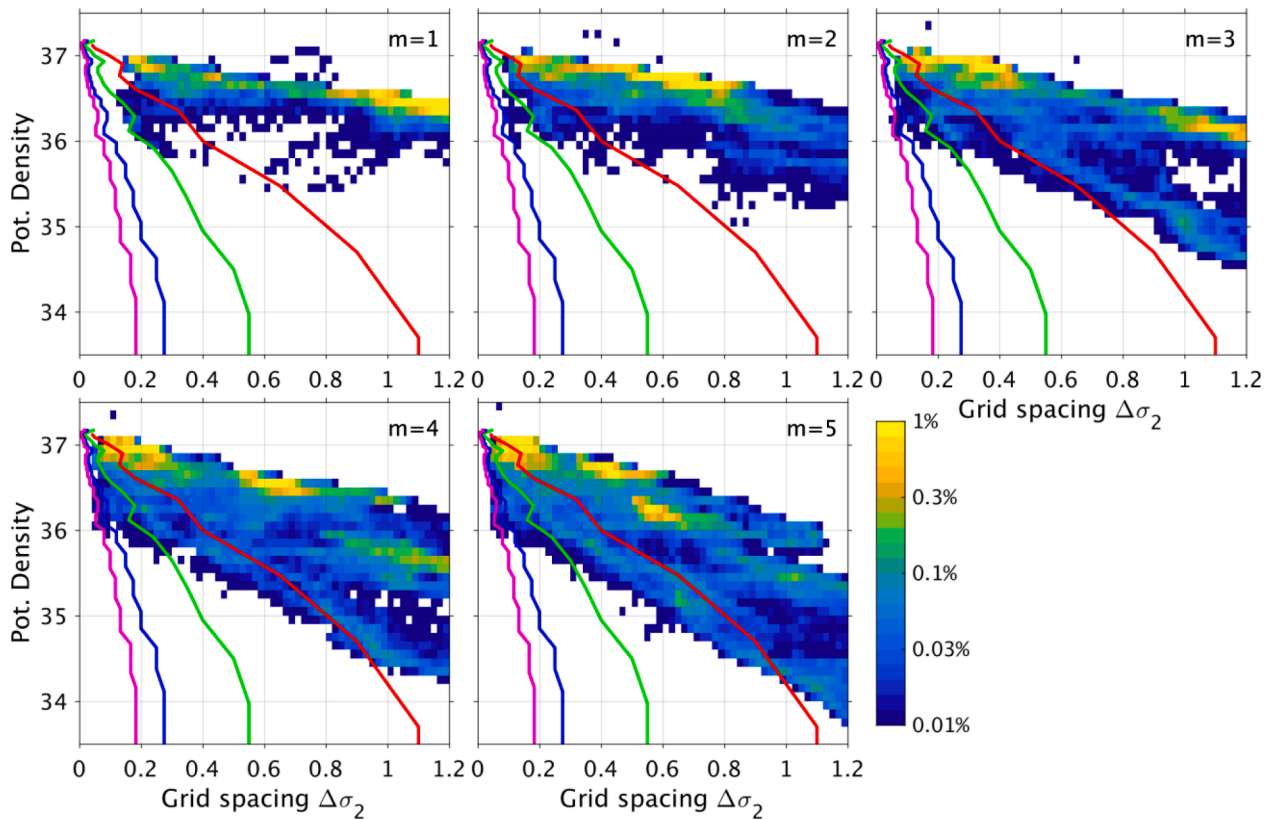 m=1
m=2
m=3
Pot. Density
37
36
35
34
0 0.2 0.4 0.6 0.8 1 1.2
0 0.2 0.4 0.6 0.8 1 1.2
0.2 0.4 0.6 0.8 1 1.2
Grid spacing Δσ₂
m=4
m=5
Pot. Density
37
36
35
34
0 0.2 0.4 0.6 0.8 1 1.2
0 0.2 0.4 0.6 0.8 1 1.2
Grid spacing Δσ₂
Grid spacing Δσ₂
1%
0.3%
0.1%
0.03%
0.01%